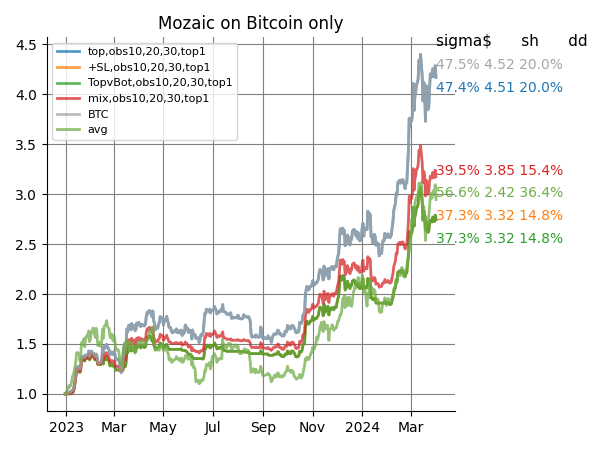 Mozaic on Bitcoin only
sigma$ sh dd
4.5
4.0
3.5
3.0
2.5
2.0
1.5
1.0
top,obs10,20,30,top1
+SL,obs10,20,30,top1
TopvBot,obs10,20,30,top1
mix,obs10,20,30,top1
BTC
avg
47.5% 4.52 20.0%
47.4% 4.51 20.0%
39.5% 3.85 15.4%
56.6% 2.42 36.4%
37.3% 3.32 14.8%
37.3% 3.32 14.8%
2023 Mar May Jul Sep Nov 2024 Mar